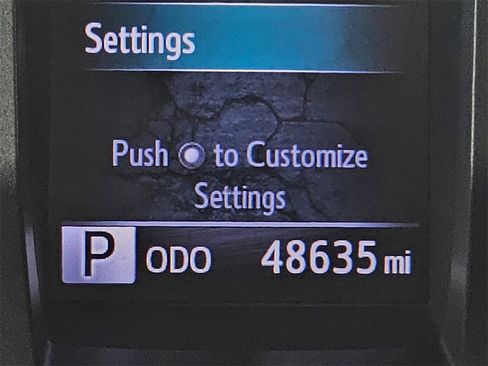 Settings
Push to Customize
Settings
P ODO 48635 mi